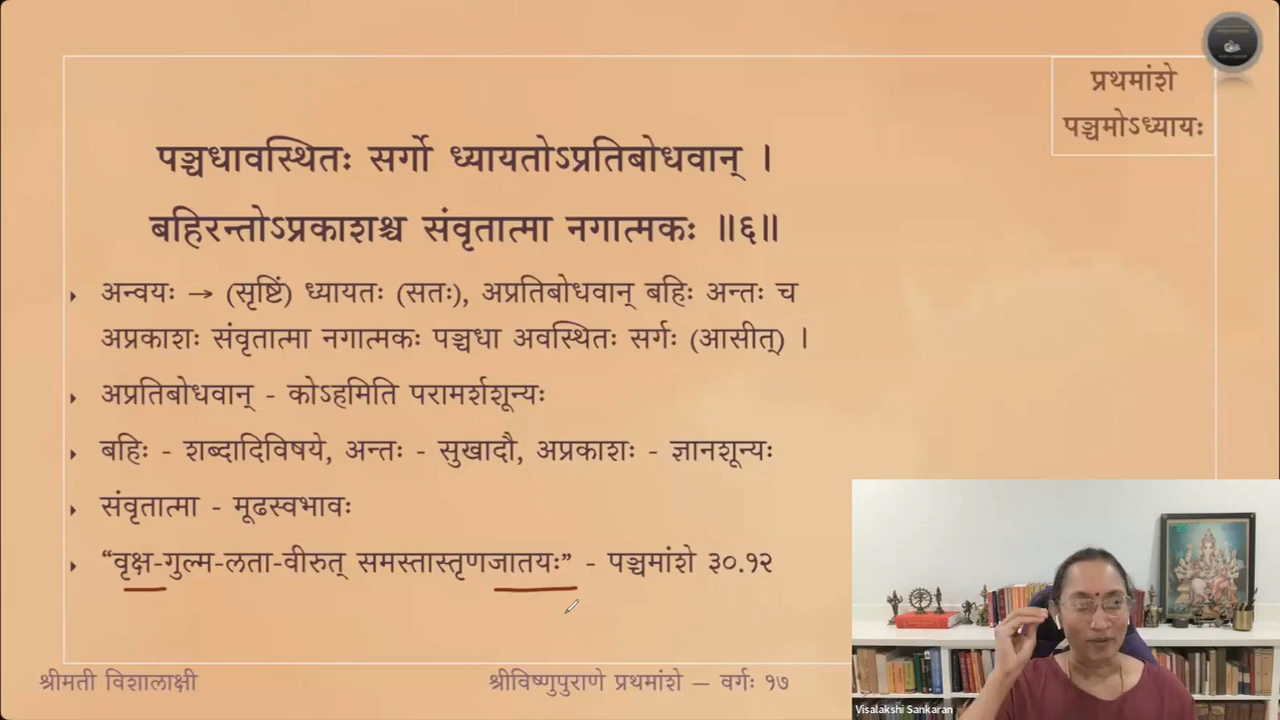 प्रथमांशे
पञ्चमोऽध्यायः
पञ्चधावस्थितः सर्गो ध्यायतोऽप्रतिबोधवान् ।
बहिरन्तोऽप्रकाशश्च संवृतात्मा नगात्मकः ॥६॥
अन्वयः → (सृष्टिं) ध्यायतः (सतः), अप्रतिबोधवान् बहिः अन्तः च
अप्रकाशः संवृतात्मा नगात्मकः पञ्चधा अवस्थितः सर्गः (आसीत्) ।
अप्रतिबोधवान् - कोऽहमिति परामर्शशून्यः
बहिः - शब्दादिविषये, अन्तः - सुखादौ, अप्रकाशः - ज्ञानशून्यः
संवृतात्मा - मूढस्वभावः
“वृक्ष-गुल्म-लता-वीरुत् समस्तास्तृणजातयः” - पञ्चमांशे ३०.१२
श्रीमती विशालाक्षी
श्रीविष्णुपुराणे प्रथमांशे – वर्गः १७
Visalakshi Sankaran